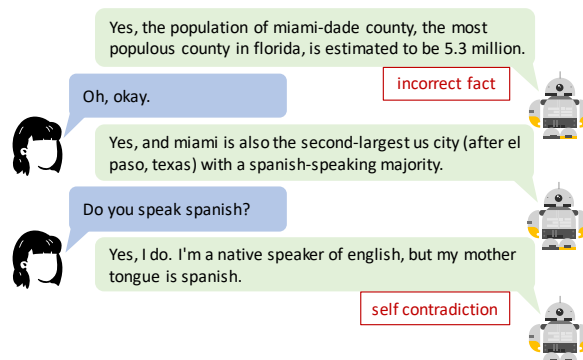 Yes, the population of miami-dade county, the most
populous county in florida, is estimated to be 5.3 million.
incorrect fact
Oh, okay.
Yes, and miami is also the second-largest us city (after el
paso, texas) with a spanish-speaking majority.
Do you speak spanish?
Yes, I do. I'm a native speaker of english, but my mother
tongue is spanish.
self contradiction